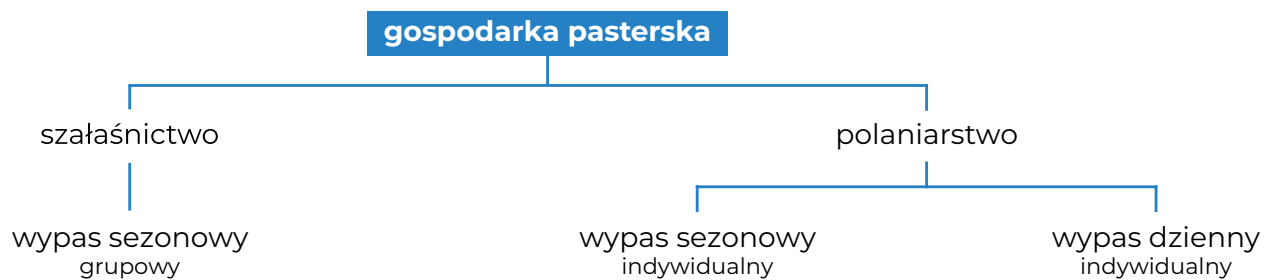 gospodarka pasterska
szałaśnictwo
polaniarstwo
wypas sezonowy
grupowy
wypas sezonowy
indywidualny
wypas dzienny
indywidualny